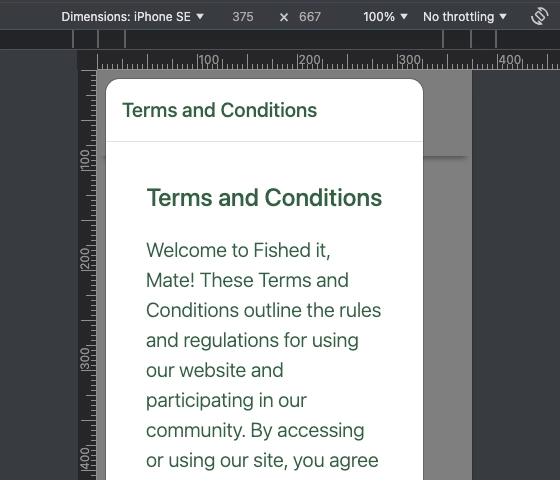 Dimensions: iPhone SE ▼ 375 × 667 100% ▼ No throttling ▼
100 200 300 400
100
200
300
400
Terms and Conditions
Terms and Conditions
Welcome to Fished it,
Mate! These Terms and
Conditions outline the rules
and regulations for using
our website and
participating in our
community. By accessing
or using our site, you agree